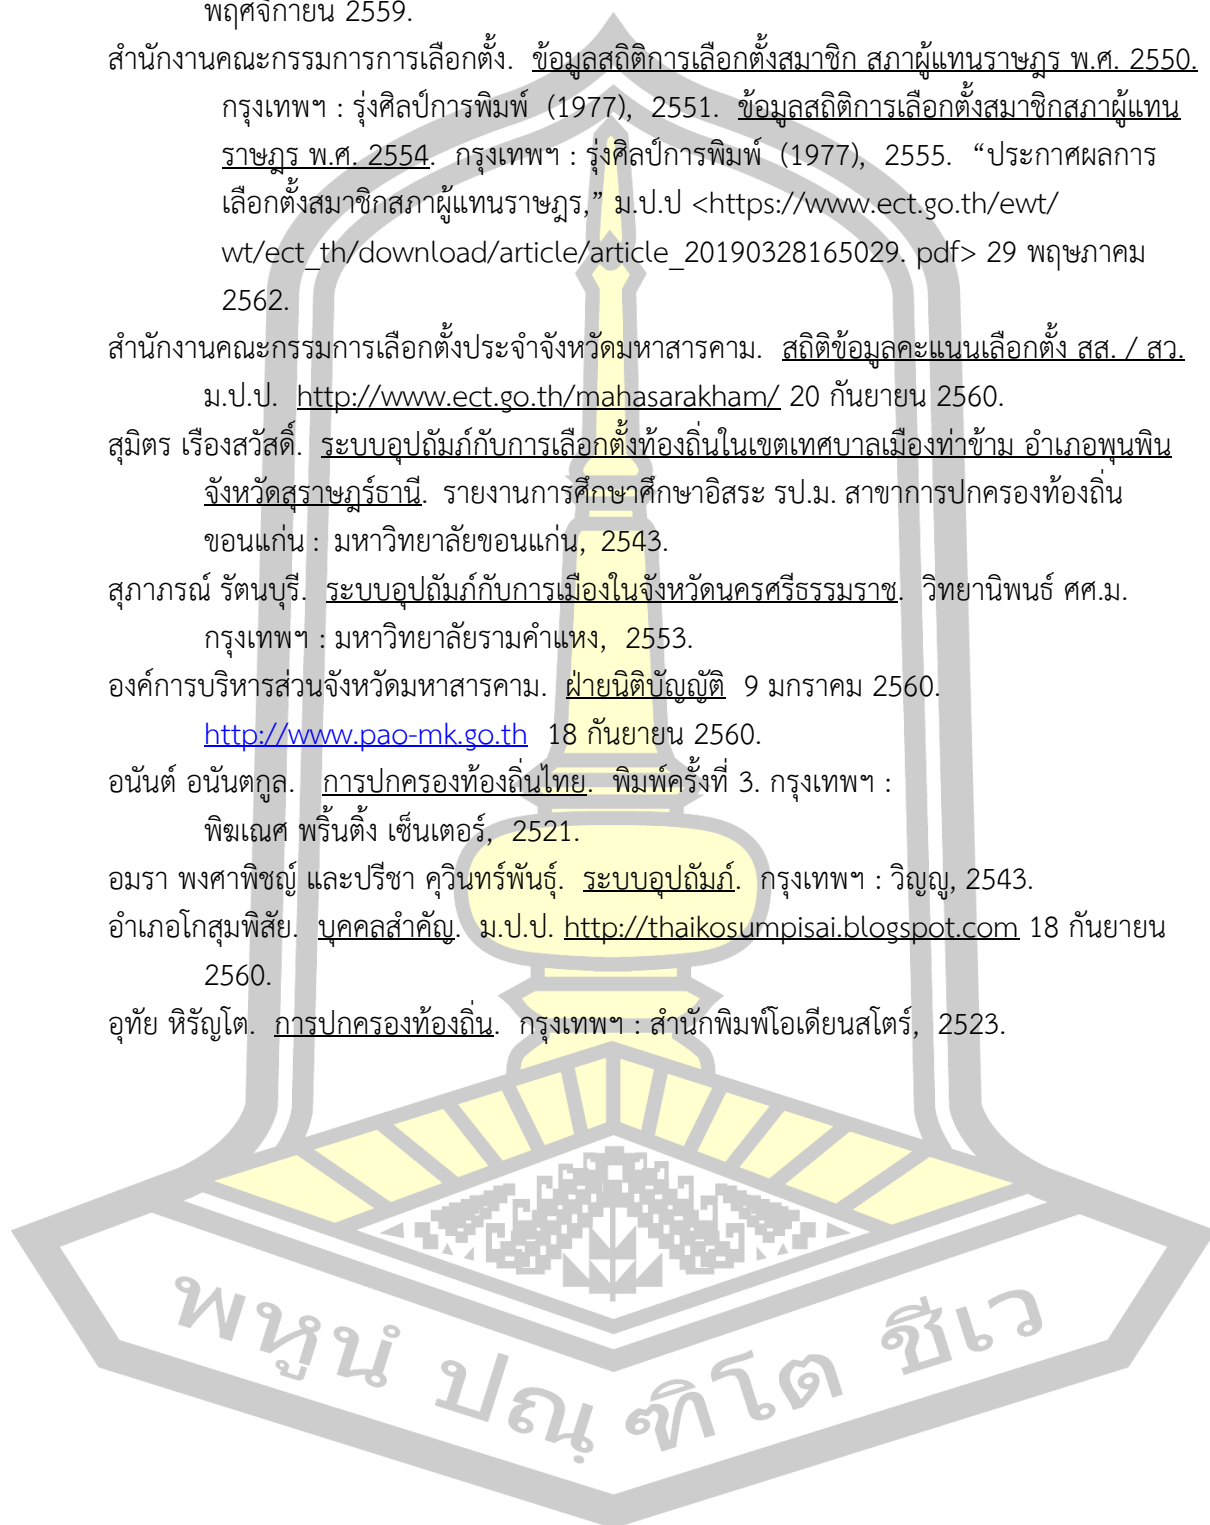 พฤศจิกายน 2559.
สำนักงานคณะกรรมการการเลือกตั้ง. ข้อมูลสถิติการเลือกตั้งสมาชิก สภาผู้แทนราษฎร พ.ศ. 2550.
กรุงเทพฯ : รุ่งศิลป์การพิมพ์ (1977), 2551. ข้อมูลสถิติการเลือกตั้งสมาชิกสภาผู้แทน
ราษฎร พ.ศ. 2554. กรุงเทพฯ : รุ่งศิลป์การพิมพ์ (1977), 2555. “ประกาศผลการ
เลือกตั้งสมาชิกสภาผู้แทนราษฎร,” ม.ป.ป <https://www.ect.go.th/ewt/
wt/ect_th/download/article/article_20190328165029. pdf> 29 พฤษภาคม
2562.
สำนักงานคณะกรรมการเลือกตั้งประจำจังหวัดมหาสารคาม. สถิติข้อมูลคะแนนเลือกตั้ง สส. / สว.
ม.ป.ป. http://www.ect.go.th/mahasarakham/ 20 กันยายน 2560.
สุมิตร เรืองสวัสดิ์. ระบบอุปถัมภ์กับการเลือกตั้งท้องถิ่นในเขตเทศบาลเมืองท่าข้าม อำเภอพุนพิน
จังหวัดสุราษฎร์ธานี. รายงานการศึกษา ศึกษาอิสระ รป.ม. สาขาการปกครองท้องถิ่น
ขอนแก่น : มหาวิทยาลัยขอนแก่น, 2543.
สุภาภรณ์ รัตนบุรี. ระบบอุปถัมภ์กับการเมืองในจังหวัดนครศรีธรรมราช. วิทยานิพนธ์ ศศ.ม.
กรุงเทพฯ : มหาวิทยาลัยรามคำแหง, 2553.
องค์การบริหารส่วนจังหวัดมหาสารคาม. ฝ่ายนิติบัญญัติ 9 มกราคม 2560.
http://www.pao-mk.go.th 18 กันยายน 2560.
อนันต์ อนันตกูล. การปกครองท้องถิ่นไทย. พิมพ์ครั้งที่ 3. กรุงเทพฯ :
พิฆเณศ พริ้นติ้ง เซ็นเตอร์, 2521.
อมรา พงศาพิชญ์ และปรีชา คุวินทร์พันธุ์. ระบบอุปถัมภ์. กรุงเทพฯ : วิญญู, 2543.
อำเภอโกสุมพิสัย. บุคคลสำคัญ. ม.ป.ป. http://thaikosumpisai.blogspot.com 18 กันยายน
2560.
อุทัย หิรัญโต. การปกครองท้องถิ่น. กรุงเทพฯ : สำนักพิมพ์โอเดียนสโตร์, 2523.
พหูนํ ปณฺฑิโต ชีเว